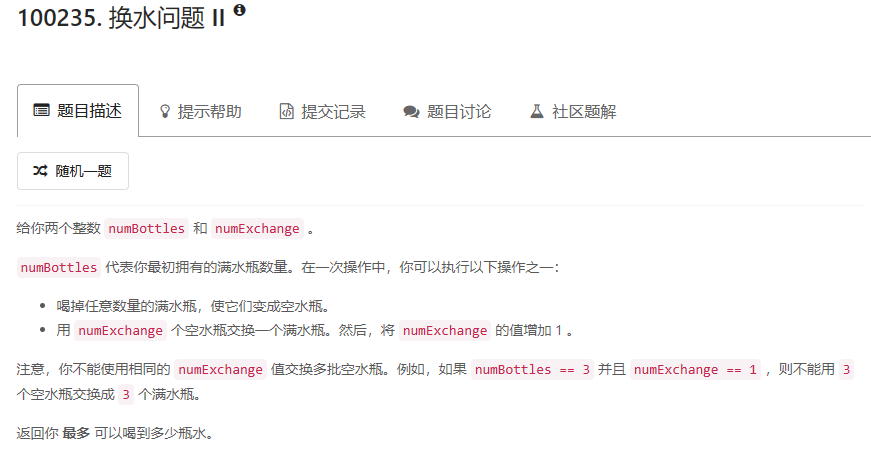 100235. 换水问题 II
题目描述
提示帮助
提交记录
题目讨论
社区题解
随机一题
给你两个整数 numBottles 和 numExchange 。
numBottles 代表你最初拥有的满水瓶数量。在一次操作中，你可以执行以下操作之一：
喝掉任意数量的满水瓶，使它们变成空水瓶。
用 numExchange 个空水瓶交换一个满水瓶。然后，将 numExchange 的值增加 1 。
注意，你不能使用相同的 numExchange 值交换多批空水瓶。例如，如果 numBottles == 3 并且 numExchange == 1 ，则不能用 3
个空水瓶交换成 3 个满水瓶。
返回你 最多 可以喝到多少瓶水。